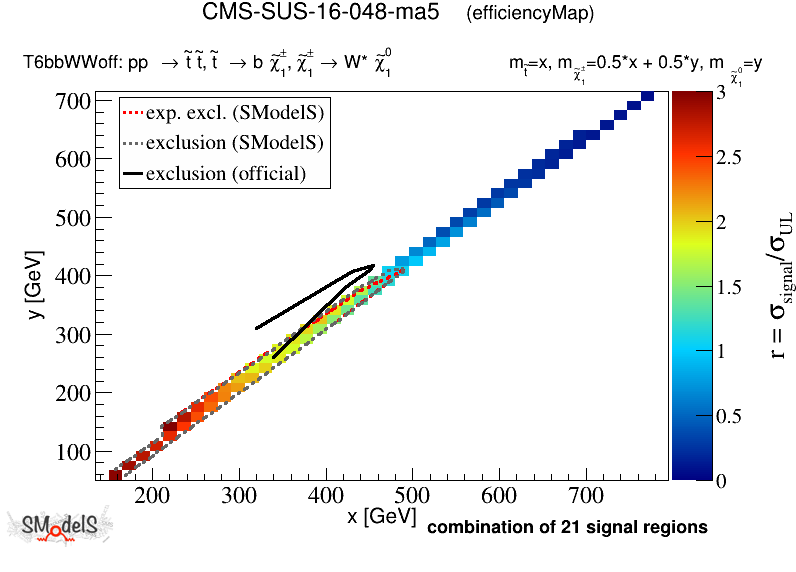 CMS-SUS-16-048-ma5 (efficiencyMap)
T6bbWWoff: pp → t̃ t̃, t̃ → b χ̃₁±, χ̃₁± → W* χ̃₁⁰
m_t̃=x, m_χ̃₁±=0.5*x + 0.5*y, m_χ̃₁⁰=y
exp. excl. (SModelS)
exclusion (SModelS)
exclusion (official)
700
600
500
400
300
200
100
y [GeV]
200 300 400 500 600 700
x [GeV]
3
2.5
2
1.5
1
0.5
0
r = σ_signal/σ_UL
SModelS
combination of 21 signal regions